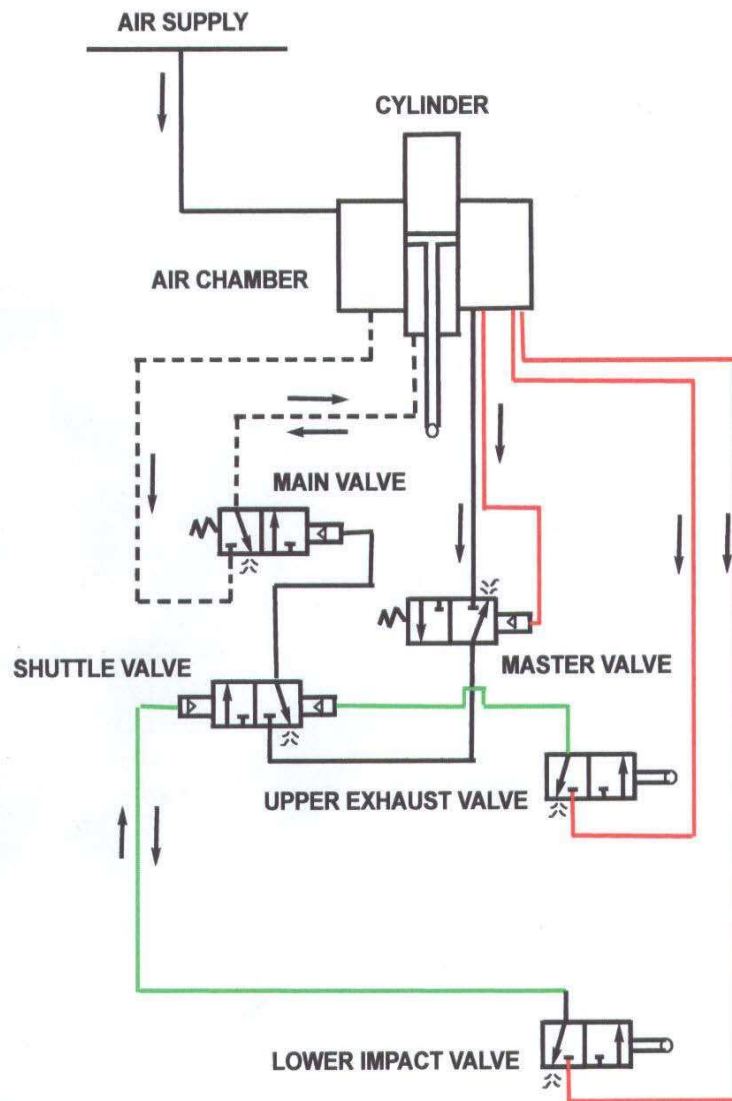 AIR SUPPLY
CYLINDER
AIR CHAMBER
MAIN VALVE
SHUTTLE VALVE
MASTER VALVE
UPPER EXHAUST VALVE
LOWER IMPACT VALVE